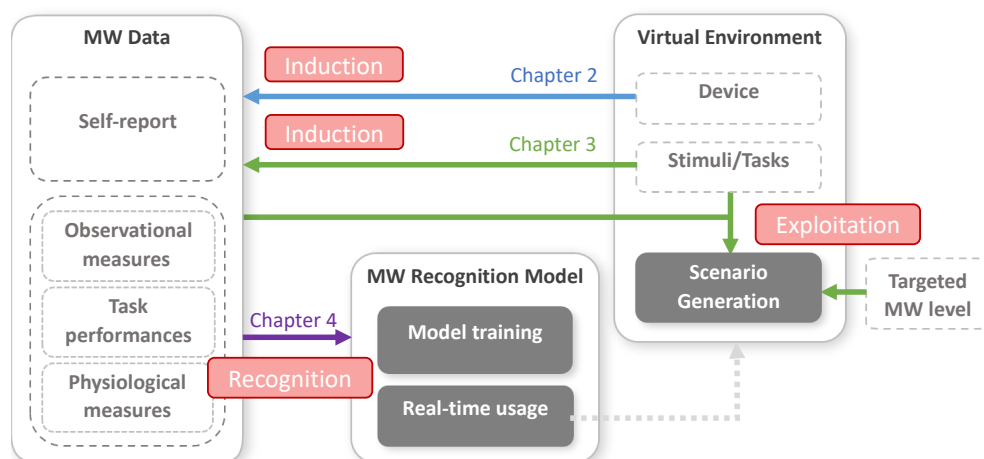 MW Data
Self-report
Observational
measures
Task
performances
Physiological
measures
Induction
Chapter 2
Induction
Chapter 3
Chapter 4
Recognition
MW Recognition Model
Model training
Real-time usage
Virtual Environment
Device
Stimuli/Tasks
Exploitation
Scenario
Generation
Targeted
MW level